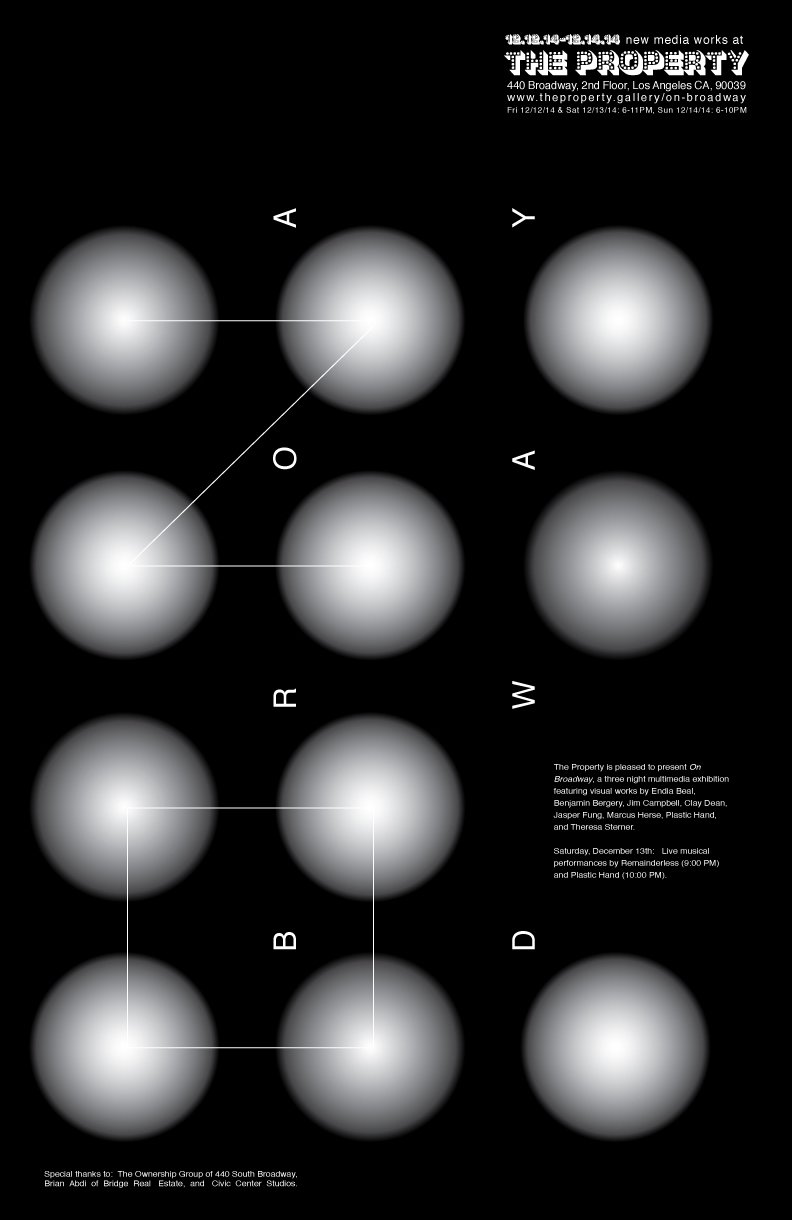 12.12.14-12.14.14 new media works at
THE PROPERTY
440 Broadway, 2nd Floor, Los Angeles CA, 90039
www.theproperty.gallery/on-broadway
Fri 12/12/14 & Sat 12/13/14: 6-11PM, Sun 12/14/14: 6-10PM
B R O A
D W A Y
The Property is pleased to present On
Broadway, a three night multimedia exhibition
featuring visual works by Endia Beal,
Benjamin Bergery, Jim Campbell, Clay Dean,
Jasper Fung, Marcus Herse, Plastic Hand,
and Theresa Sterner.
Saturday, December 13th: Live musical
performances by Remainderless (9:00 PM)
and Plastic Hand (10:00 PM).
Special thanks to: The Ownership Group of 440 South Broadway,
Brian Abdi of Bridge Real Estate, and Civic Center Studios.